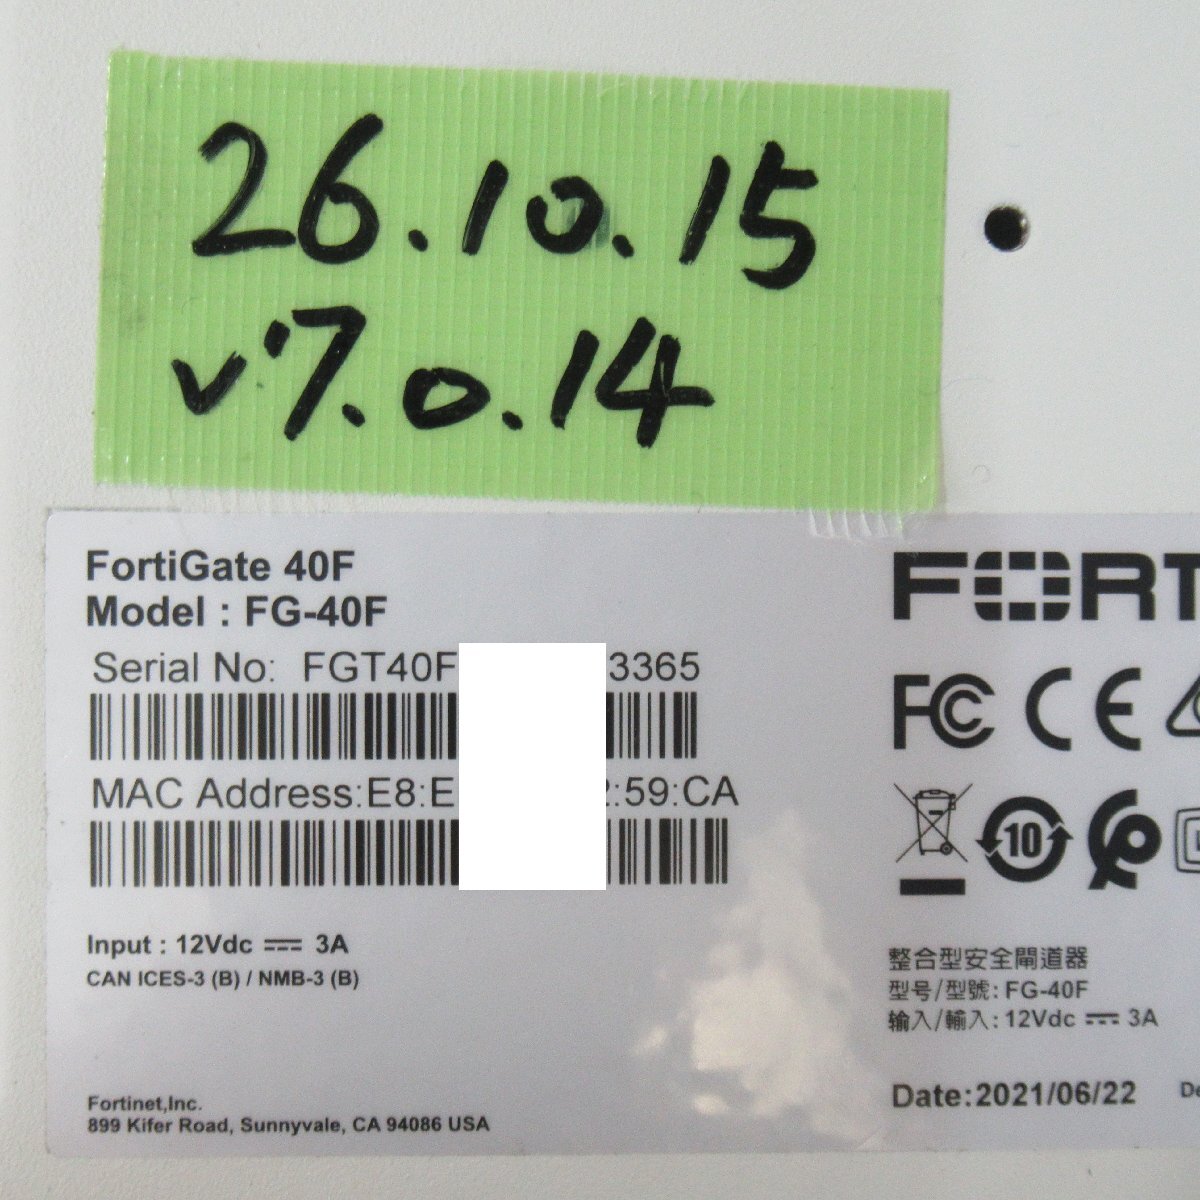 26.10.15
v7.0.14
FortiGate 40F
Model : FG-40F
Serial No: FGT40F 3365
MAC Address:E8:E :59:CA
Input : 12Vdc 3A
CAN ICES-3 (B) / NMB-3 (B)
Fortinet,Inc.
899 Kifer Road, Sunnyvale, CA 94086 USA
FORT
FC CE
10
整合型安全閘道器
型号/型號: FG-40F
输入/輸入: 12Vdc 3A
Date:2021/06/22